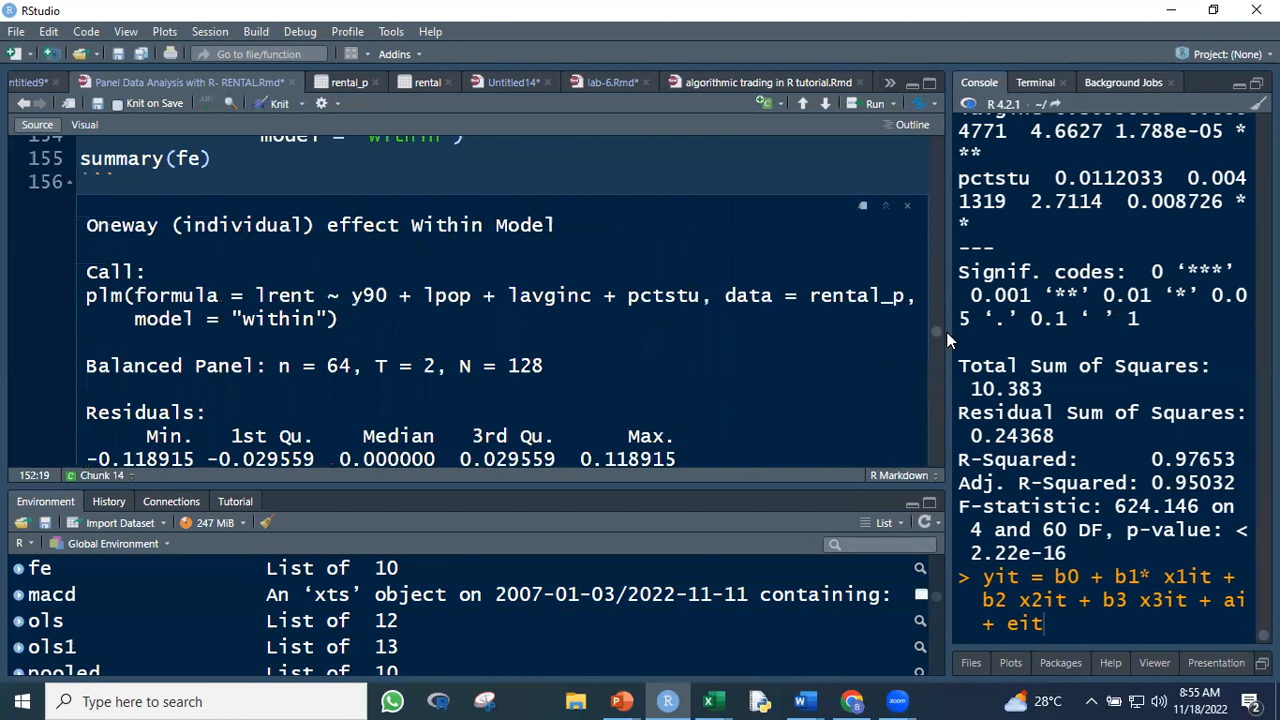 RStudio
File Edit Code View Plots Session Build Debug Profile Tools Help
Go to file/function Addins Project: (None)
ntitled9* Panel Data Analysis with R- RENTAL.Rmd* rental_p rental Untitled14* lab-6.Rmd* algorithmic trading in R tutorial.Rmd
Knit on Save Knit Run
Source Visual Outline
154 model = "within")
155 summary(fe)
156 ```
Oneway (individual) effect Within Model
Call:
plm(formula = lrent ~ y90 + lpop + lavginc + pctstu, data = rental_p,
model = "within")
Balanced Panel: n = 64, T = 2, N = 128
Residuals:
Min. 1st Qu. Median 3rd Qu. Max.
-0.118915 -0.029559 0.000000 0.029559 0.118915
152:19 Chunk 14 R Markdown
Environment History Connections Tutorial
Import Dataset 247 MiB List
R Global Environment
fe List of 10
macd An ‘xts’ object on 2007-01-03/2022-11-11 containing:
ols List of 12
ols1 List of 13
pooled List of 10
Console Terminal Background Jobs
R 4.2.1 · ~/
4771 4.6627 1.788e-05 *
**
pctstu 0.0112033 0.004
1319 2.7114 0.008726 *
*
---
Signif. codes: 0 ‘***’
0.001 ‘**’ 0.01 ‘*’ 0.0
5 ‘.’ 0.1 ‘ ’ 1
Total Sum of Squares:
10.383
Residual Sum of Squares:
0.24368
R-Squared: 0.97653
Adj. R-Squared: 0.95032
F-statistic: 624.146 on
4 and 60 DF, p-value: <
2.22e-16
> yit = b0 + b1* x1it +
b2 x2it + b3 x3it + ai
+ eit
Files Plots Packages Help Viewer Presentation
Type here to search
28°C
8:55 AM
11/18/2022
2